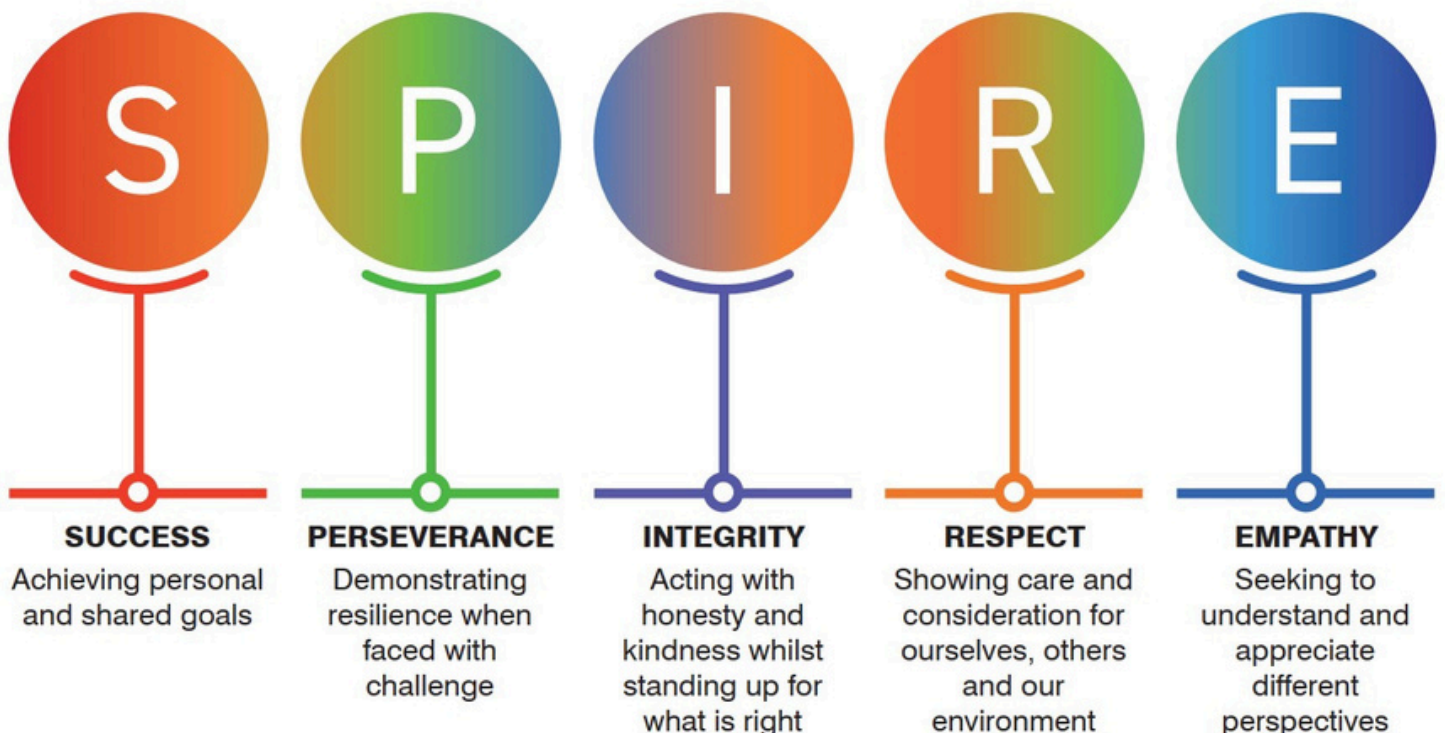 S
P
I
R
E
SUCCESS
Achieving personal
and shared goals
PERSEVERANCE
Demonstrating
resilience when
faced with
challenge
INTEGRITY
Acting with
honesty and
kindness whilst
standing up for
what is right
RESPECT
Showing care and
consideration for
ourselves, others
and our
environment
EMPATHY
Seeking to
understand and
appreciate
different
perspectives